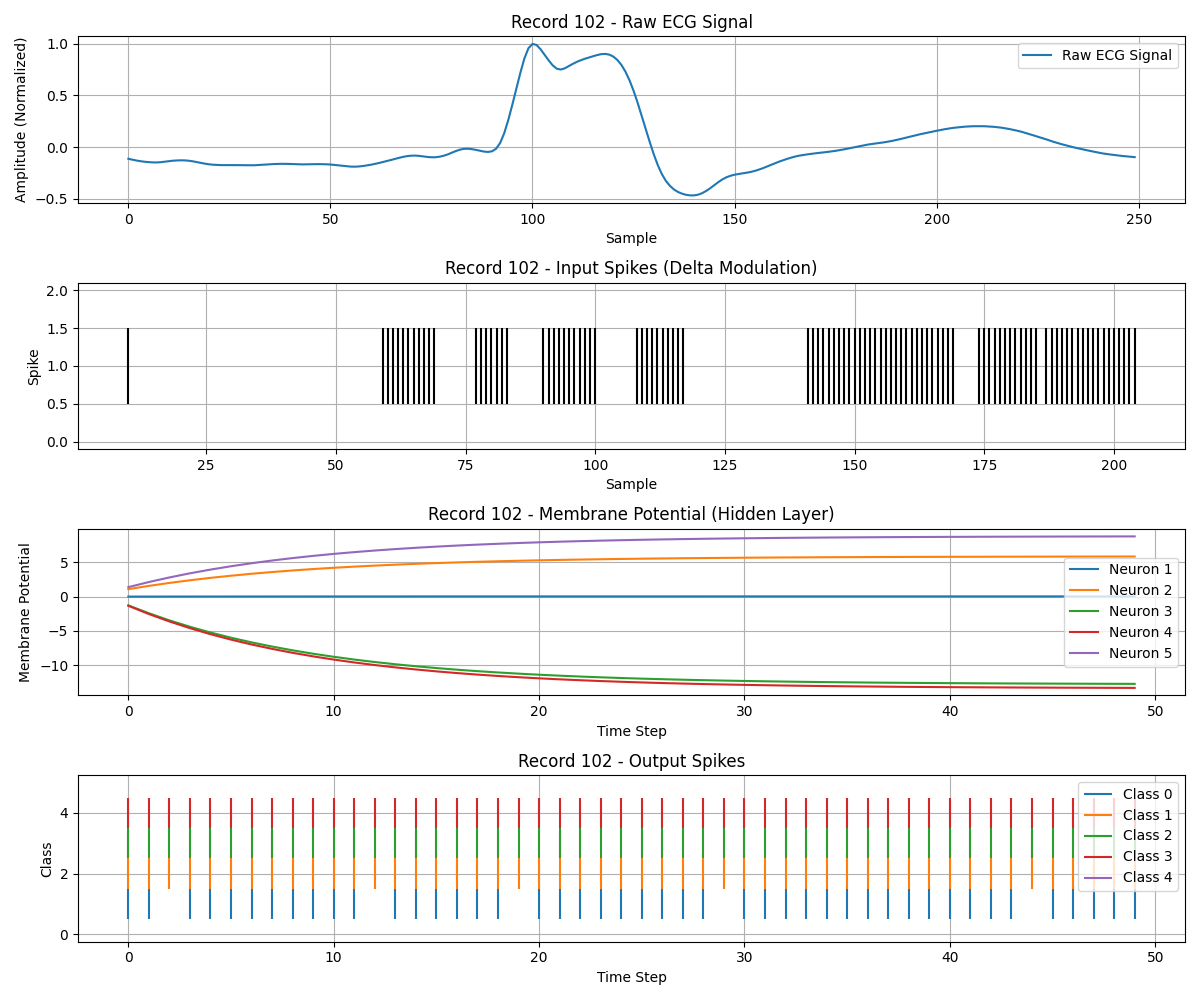 Record 102 - Raw ECG Signal
Amplitude (Normalized)
1.0
0.5
0.0
−0.5
Raw ECG Signal
0 50 100 150 200 250
Sample
Record 102 - Input Spikes (Delta Modulation)
Spike
2.0
1.5
1.0
0.5
0.0
25 50 75 100 125 150 175 200
Sample
Record 102 - Membrane Potential (Hidden Layer)
Membrane Potential
5
0
−5
−10
Neuron 1
Neuron 2
Neuron 3
Neuron 4
Neuron 5
0 10 20 30 40 50
Time Step
Record 102 - Output Spikes
Class
4
2
0
Class 0
Class 1
Class 2
Class 3
Class 4
0 10 20 30 40 50
Time Step